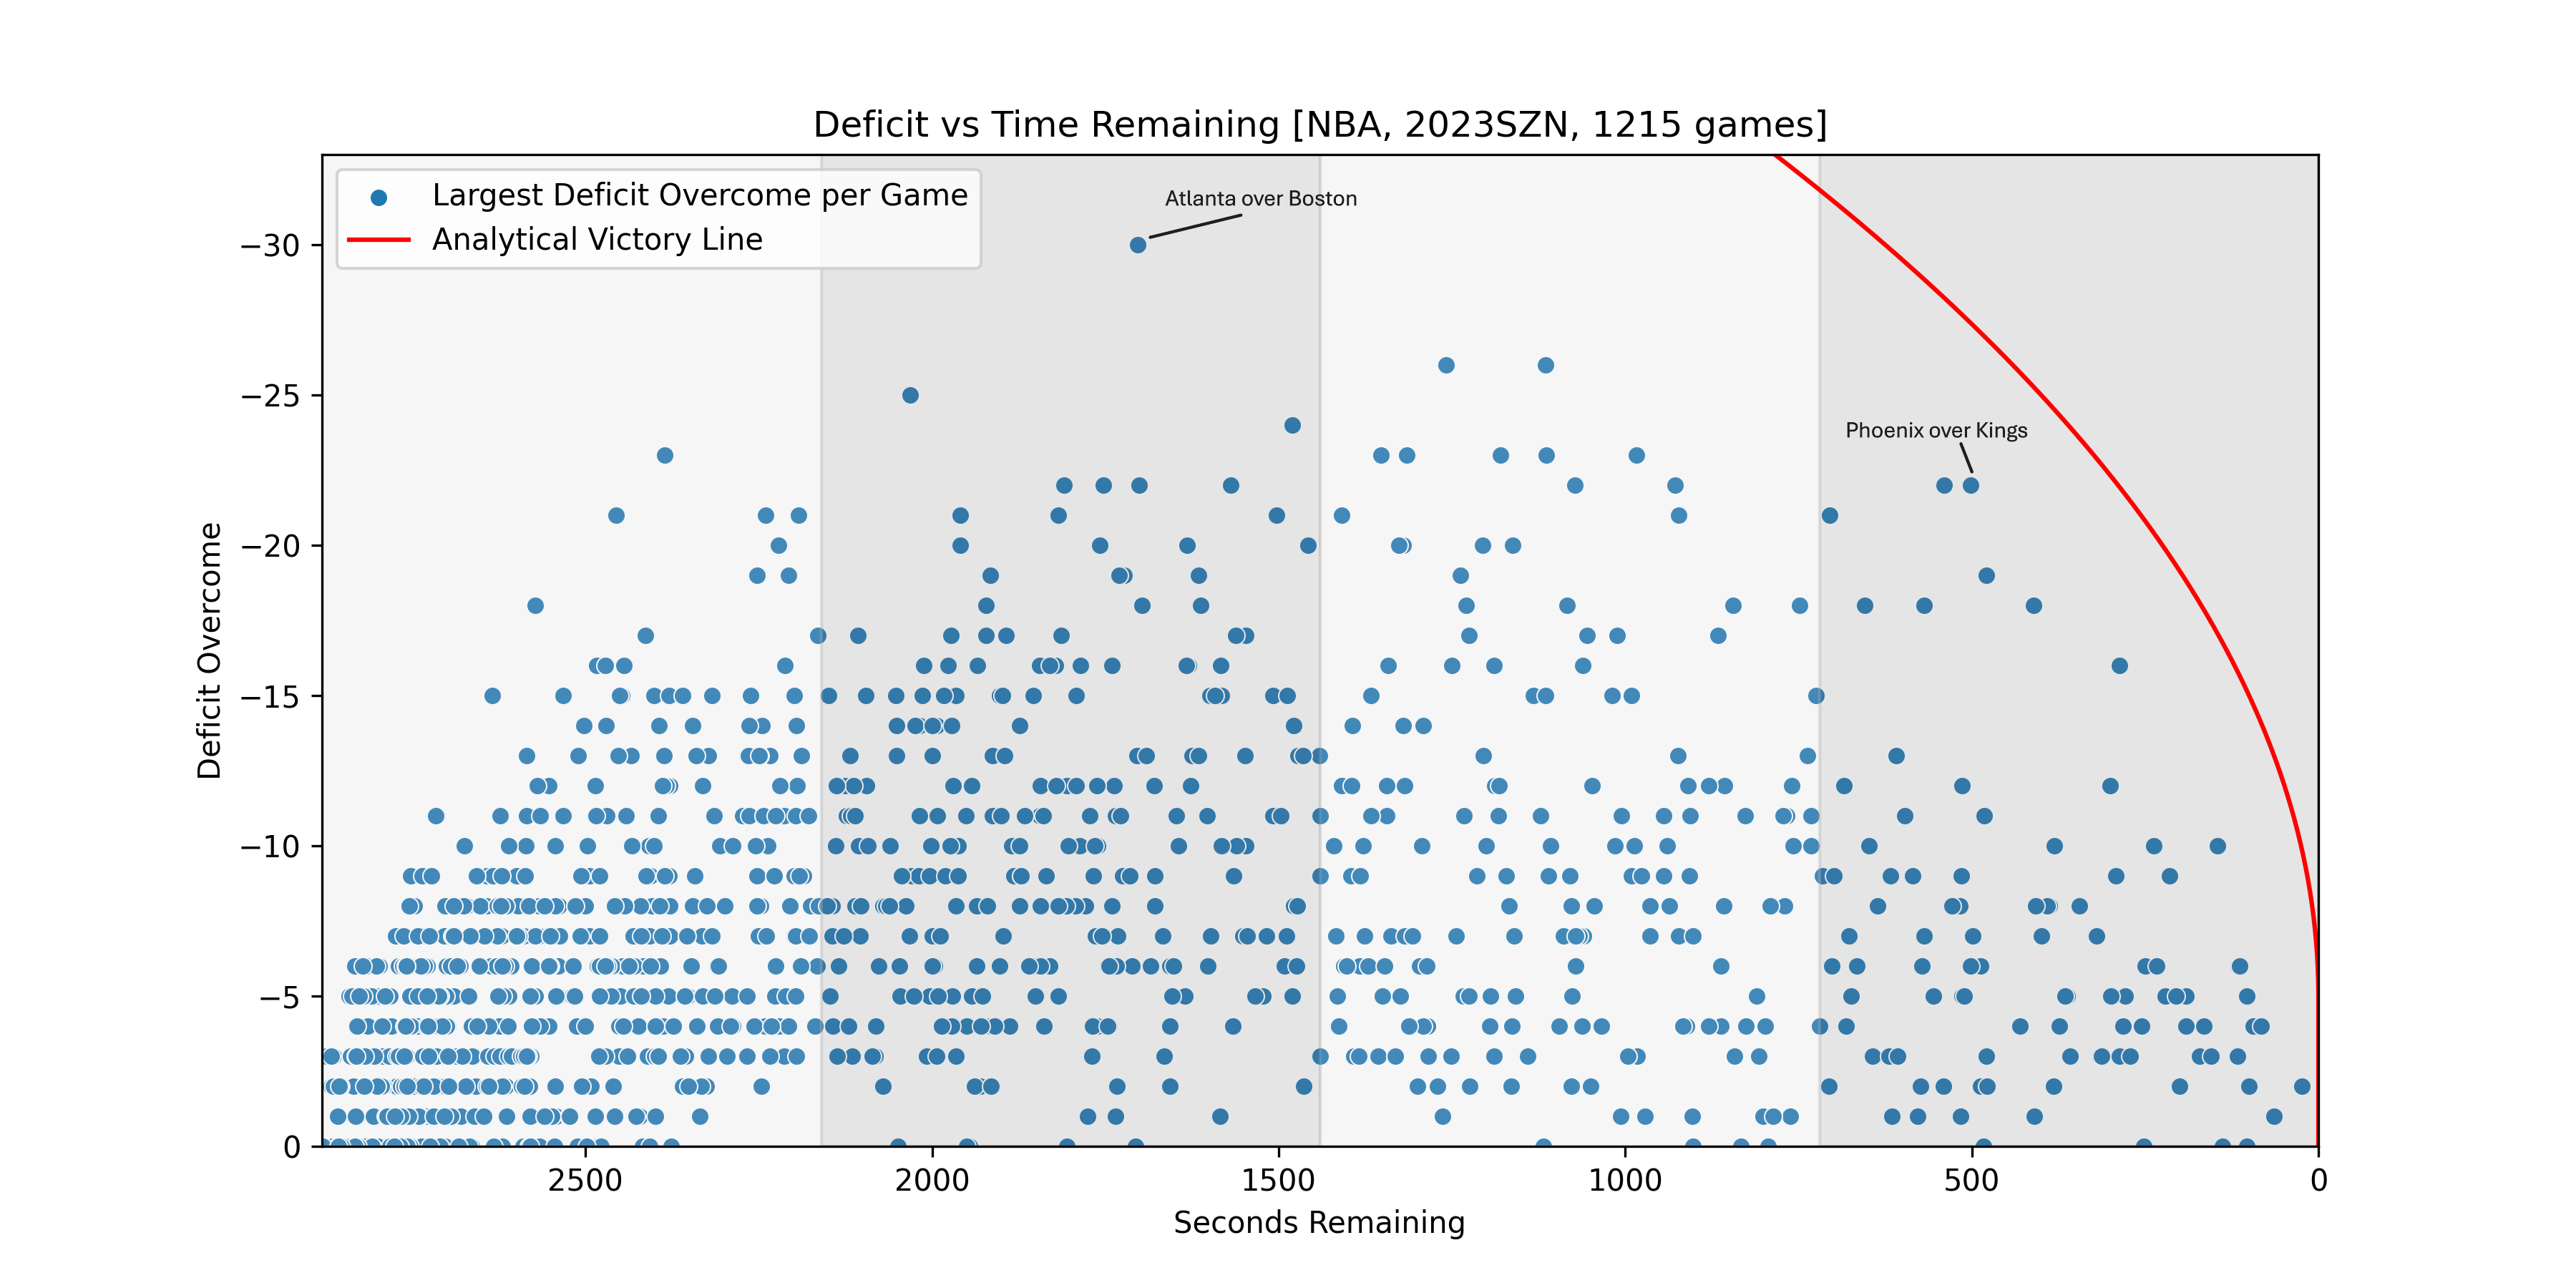 Deficit vs Time Remaining [NBA, 2023SZN, 1215 games]
Largest Deficit Overcome per Game
Analytical Victory Line
Atlanta over Boston
Phoenix over Kings
Deficit Overcome
−30
−25
−20
−15
−10
−5
0
2500
2000
1500
1000
500
0
Seconds Remaining